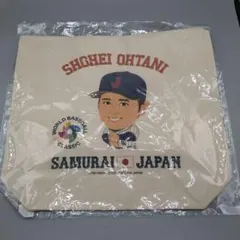 SHOHEI OHTANI
J
WORLD BASEBALL
CLASSIC
SAMURAI JAPAN